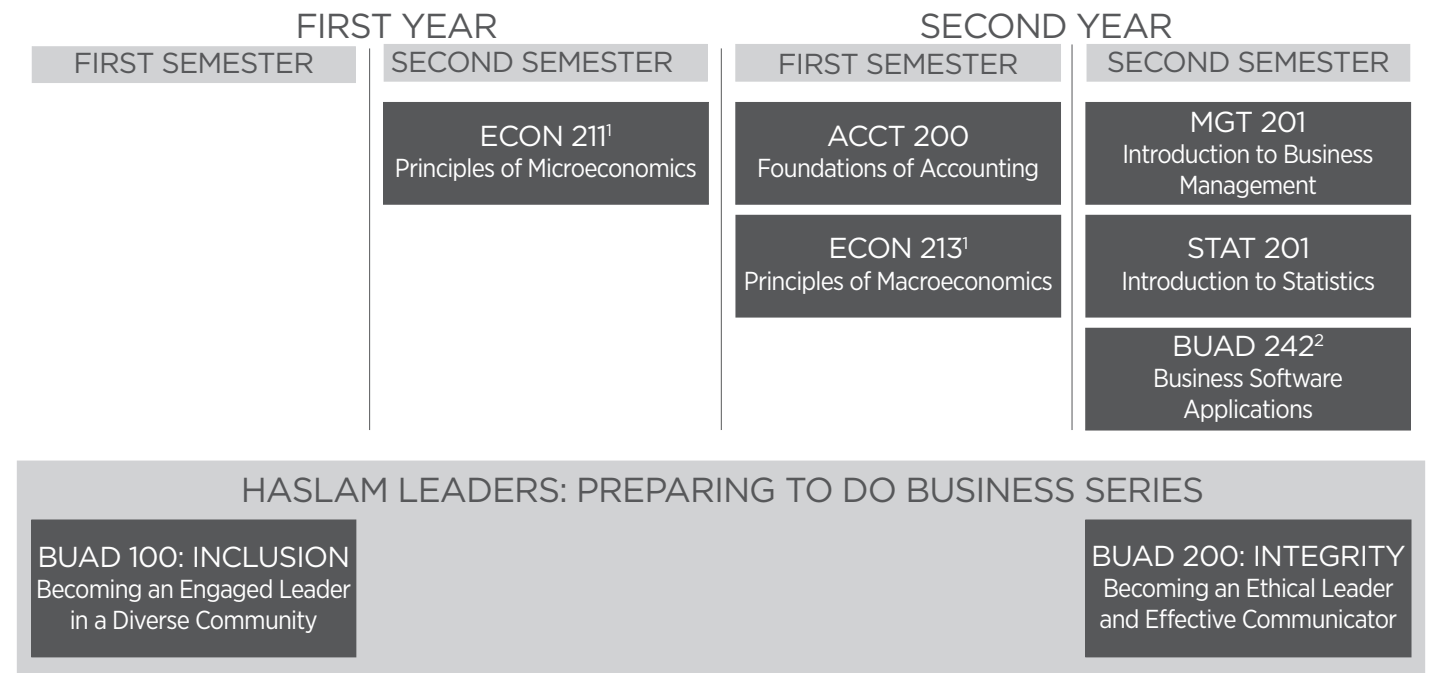 FIRST YEAR
SECOND YEAR
FIRST SEMESTER
SECOND SEMESTER
FIRST SEMESTER
SECOND SEMESTER
ECON 211¹
Principles of Microeconomics
ACCT 200
Foundations of Accounting
MGT 201
Introduction to Business
Management
ECON 213¹
Principles of Macroeconomics
STAT 201
Introduction to Statistics
BUAD 242²
Business Software
Applications
HASLAM LEADERS: PREPARING TO DO BUSINESS SERIES
BUAD 100: INCLUSION
Becoming an Engaged Leader
in a Diverse Community
BUAD 200: INTEGRITY
Becoming an Ethical Leader
and Effective Communicator